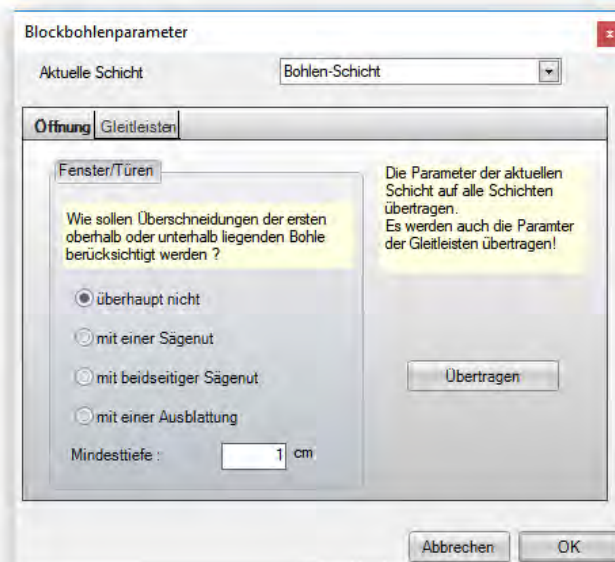 Blockbohlenparameter
x
Aktuelle Schicht
Bohlen-Schicht
Öffnung
Gleitleisten
Fenster/Türen
Wie sollen Überschneidungen der ersten
oberhalb oder unterhalb liegenden Bohle
berücksichtigt werden ?
überhaupt nicht
mit einer Sägenut
mit beidseitiger Sägenut
mit einer Ausblattung
Mindesttiefe :
1 cm
Die Parameter der aktuellen
Schicht auf alle Schichten
übertragen.
Es werden auch die Paramter
der Gleitleisten übertragen!
Übertragen
Abbrechen
OK